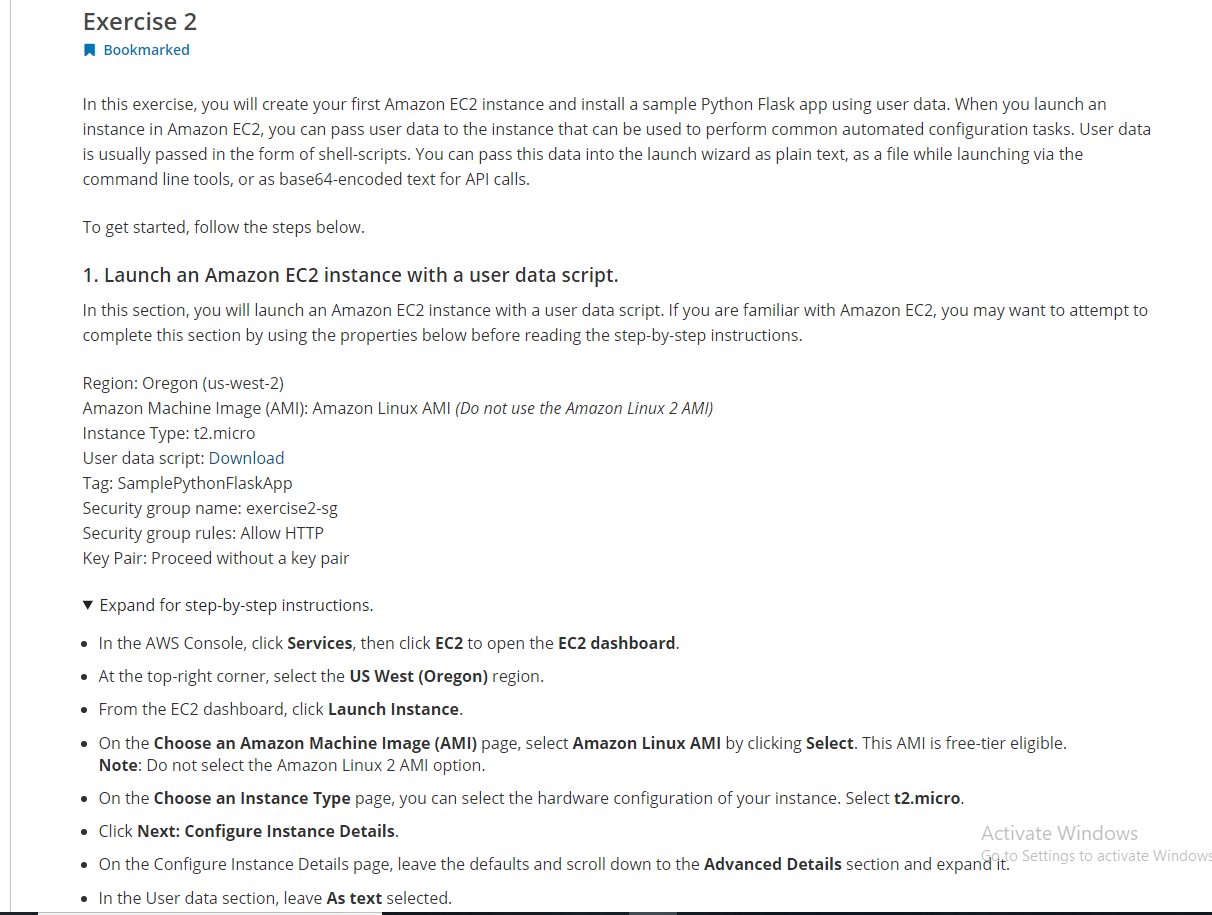 Exercise 2
Bookmarked
In this exercise, you will create your first Amazon EC2 instance and install a sample Python Flask app using user data. When you launch an
instance in Amazon EC2, you can pass user data to the instance that can be used to perform common automated configuration tasks. User data
is usually passed in the form of shell-scripts. You can pass this data into the launch wizard as plain text, as a file while launching via the
command line tools, or as base64-encoded text for API calls.
To get started, follow the steps below.
1. Launch an Amazon EC2 instance with a user data script.
In this section, you will launch an Amazon EC2 instance with a user data script. If you are familiar with Amazon EC2, you may want to attempt to
complete this section by using the properties below before reading the step-by-step instructions.
Region: Oregon (us-west-2)
Amazon Machine Image (AMI): Amazon Linux AMI (Do not use the Amazon Linux 2 AMI)
Instance Type: t2.micro
User data script: Download
Tag: SamplePythonFlaskApp
Security group name: exercise2-sg
Security group rules: Allow HTTP
Key Pair: Proceed without a key pair
▼ Expand for step-by-step instructions.
• In the AWS Console, click Services, then click EC2 to open the EC2 dashboard.
• At the top-right corner, select the US West (Oregon) region.
• From the EC2 dashboard, click Launch Instance.
• On the Choose an Amazon Machine Image (AMI) page, select Amazon Linux AMI by clicking Select. This AMI is free-tier eligible.
Note: Do not select the Amazon Linux 2 AMI option.
• On the Choose an Instance Type page, you can select the hardware configuration of your instance. Select t2.micro.
• Click Next: Configure Instance Details.
• On the Configure Instance Details page, leave the defaults and scroll down to the Advanced Details section and expand it.
• In the User data section, leave As text selected.
Activate Windows
Go to Settings to activate Windows